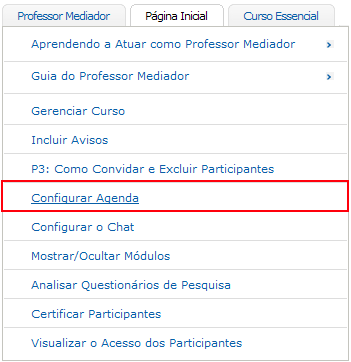 Professor Mediador Página Inicial Curso Essencial
Aprendendo a Atuar como Professor Mediador
Guia do Professor Mediador
Gerenciar Curso
Incluir Avisos
P3: Como Convidar e Excluir Participantes
Configurar Agenda
Configurar o Chat
Mostrar/Ocultar Módulos
Analisar Questionários de Pesquisa
Certificar Participantes
Visualizar o Acesso dos Participantes